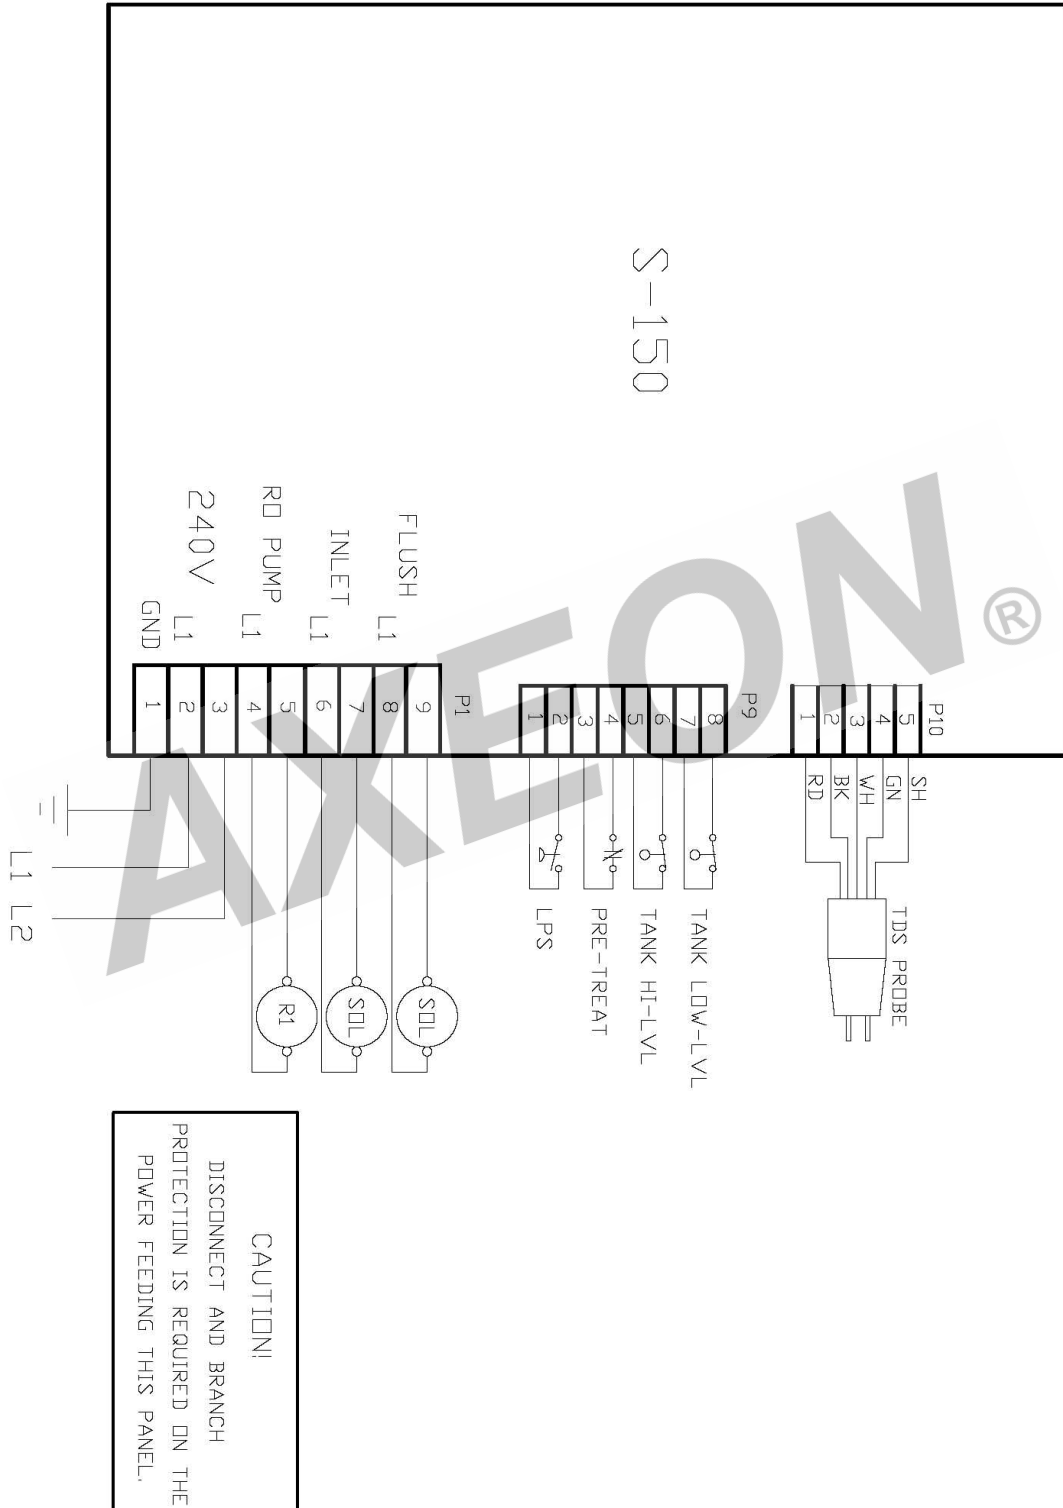 S-150
240V
RO PUMP
INLET
FLUSH
GND
L1
L1
L1
L1
1
2
3
4
5
6
7
8
9
P1
1
2
3
4
5
6
7
8
P9
1
2
3
4
5
P10
RD
BK
WH
GN
SH
L1
L2
R1
SOL
SOL
LPS
PRE-TREAT
TANK HI-LVL
TANK LOW-LVL
TDS PROBE
AXEON®
CAUTION!
DISCONNECT AND BRANCH
PROTECTION IS REQUIRED ON THE
POWER FEEDING THIS PANEL.